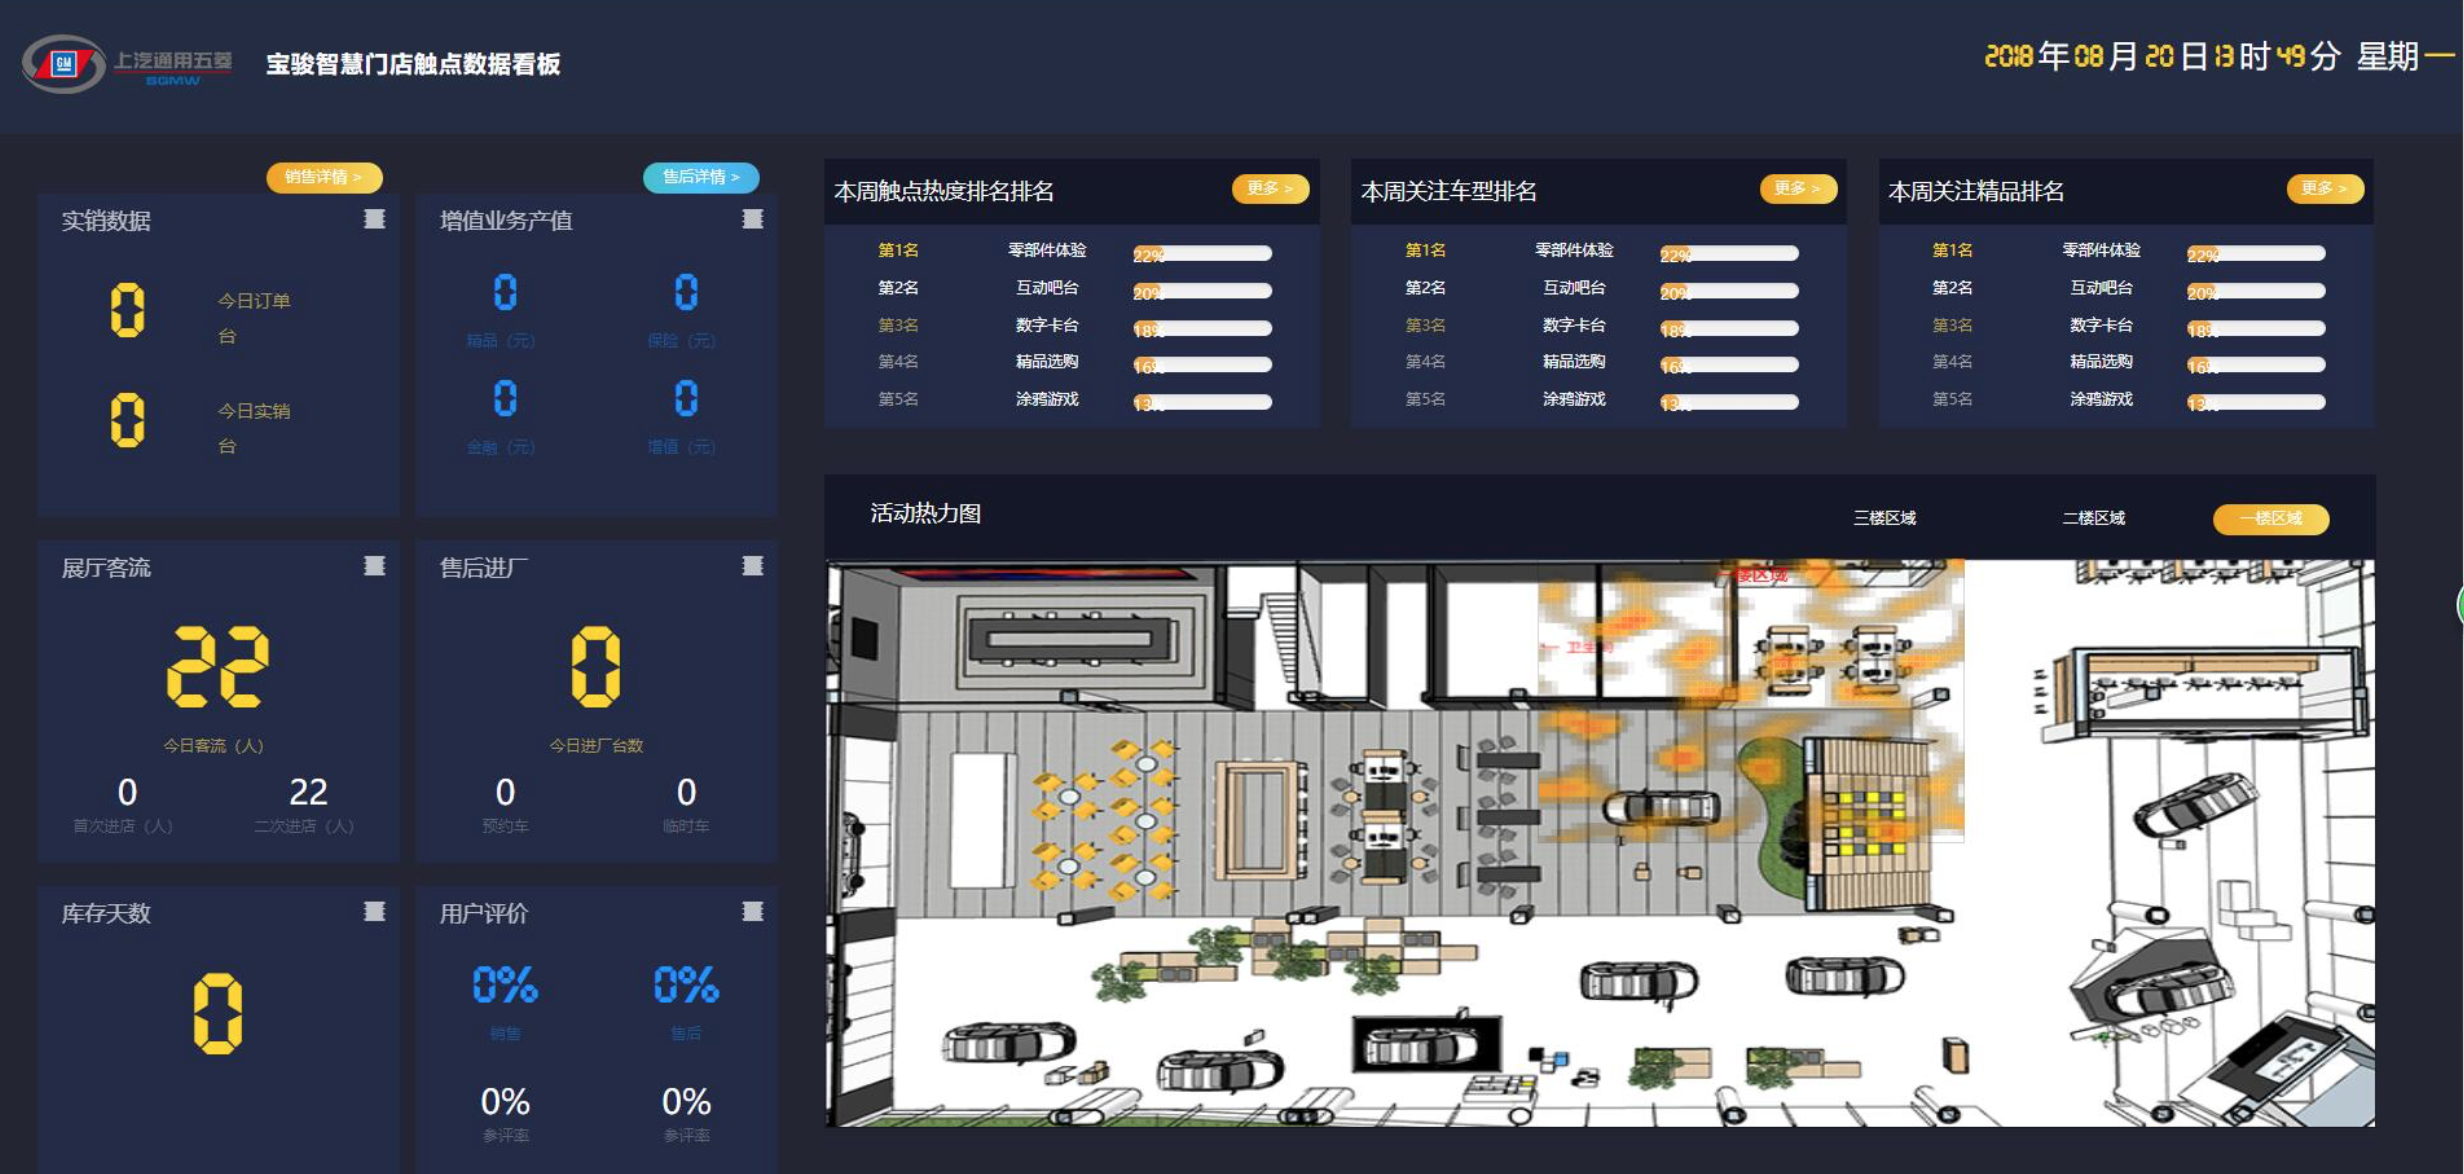 GM
上汽通用五菱
SGMW
宝骏智慧门店触点数据看板
2018年08月20日13时49分 星期一
销售详情 >
实销数据
0 今日订单
台
0 今日实销
台
售后详情 >
增值业务产值
0 0
精品（元） 保险（元）
0 0
金融（元） 增值（元）
展厅客流
22
今日客流（人）
0 22
首次进店（人） 二次进店（人）
售后进厂
0
今日进厂台数
0 0
预约车 临时车
库存天数
0
用户评价
0% 0%
销售 售后
0% 0%
参评率 参评率
本周触点热度排名排名 更多 >
第1名 零部件体验 22%
第2名 互动吧台 20%
第3名 数字卡台 18%
第4名 精品选购 16%
第5名 涂鸦游戏 13%
本周关注车型排名 更多 >
第1名 零部件体验 22%
第2名 互动吧台 20%
第3名 数字卡台 18%
第4名 精品选购 16%
第5名 涂鸦游戏 13%
本周关注精品排名 更多 >
第1名 零部件体验 22%
第2名 互动吧台 20%
第3名 数字卡台 18%
第4名 精品选购 16%
第5名 涂鸦游戏 13%
活动热力图 三楼区域 二楼区域 一楼区域
一楼区域